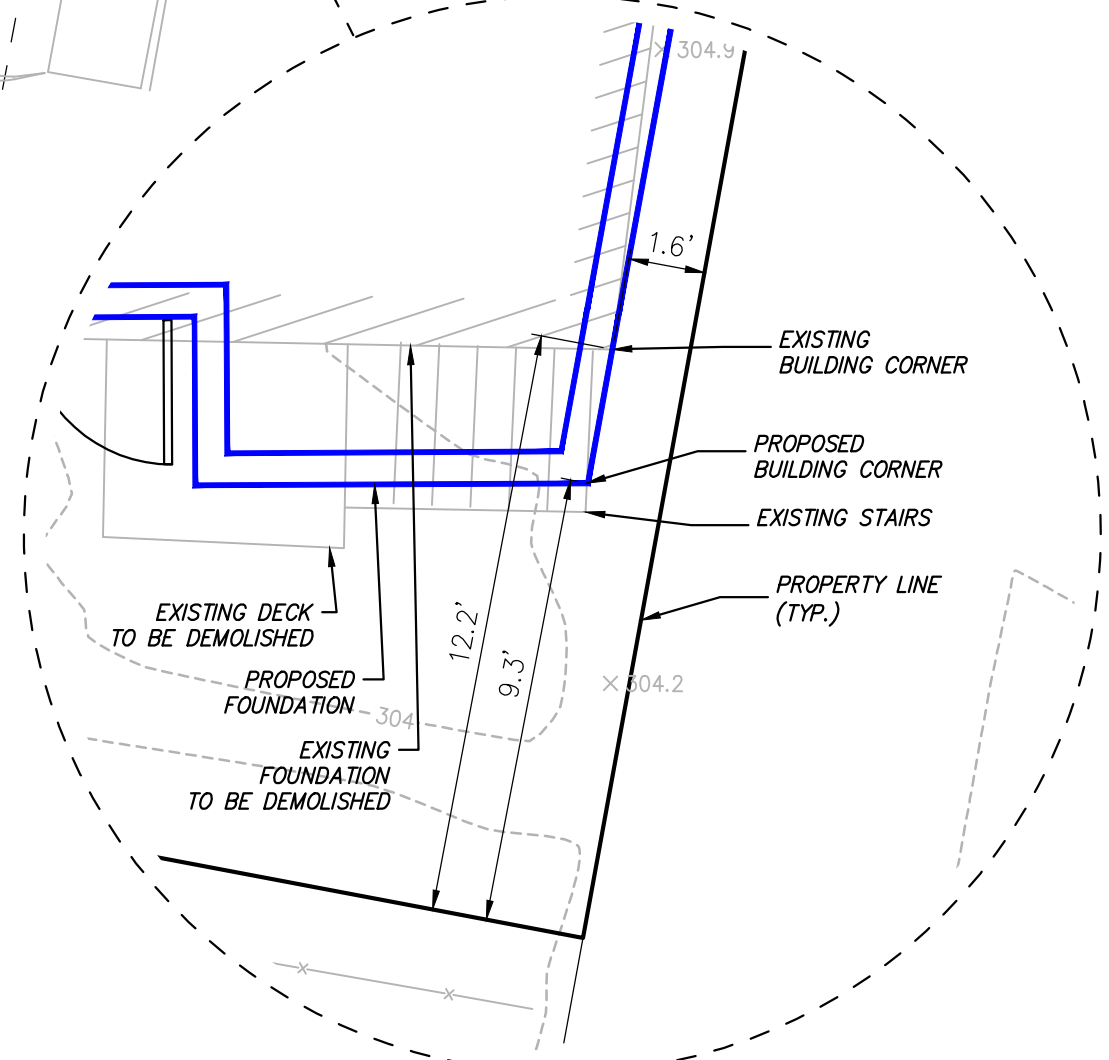 304.9
1.6'
EXISTING
BUILDING CORNER
PROPOSED
BUILDING CORNER
EXISTING STAIRS
PROPERTY LINE
(TYP.)
EXISTING DECK
TO BE DEMOLISHED
12.2'
9.3'
PROPOSED
FOUNDATION
304.2
304
EXISTING
FOUNDATION
TO BE DEMOLISHED